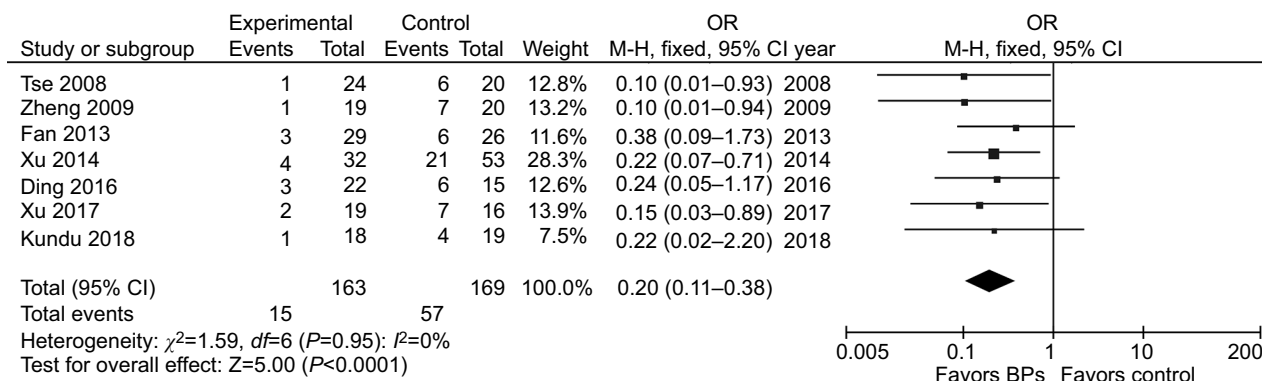 Experimental Control OR OR
Study or subgroup Events Total Events Total Weight M-H, fixed, 95% CI year M-H, fixed, 95% CI
Tse 2008 1 24 6 20 12.8% 0.10 (0.01–0.93) 2008
Zheng 2009 1 19 7 20 13.2% 0.10 (0.01–0.94) 2009
Fan 2013 3 29 6 26 11.6% 0.38 (0.09–1.73) 2013
Xu 2014 4 32 21 53 28.3% 0.22 (0.07–0.71) 2014
Ding 2016 3 22 6 15 12.6% 0.24 (0.05–1.17) 2016
Xu 2017 2 19 7 16 13.9% 0.15 (0.03–0.89) 2017
Kundu 2018 1 18 4 19 7.5% 0.22 (0.02–2.20) 2018
Total (95% CI) 163 169 100.0% 0.20 (0.11–0.38)
Total events 15 57
Heterogeneity: χ²=1.59, df=6 (P=0.95): I²=0%
Test for overall effect: Z=5.00 (P<0.0001)
0.005 0.1 1 10 200
Favors BPs Favors control